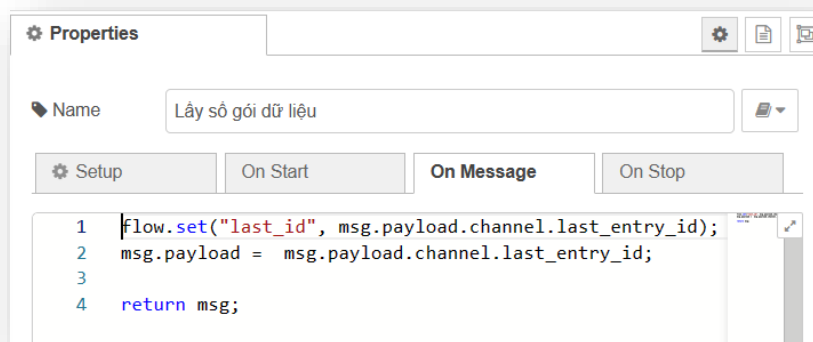 Properties
Name
Lấy số gói dữ liệu
Setup
On Start
On Message
On Stop
1 flow.set("last_id", msg.payload.channel.last_entry_id);
2 msg.payload =  msg.payload.channel.last_entry_id;
3
4 return msg;